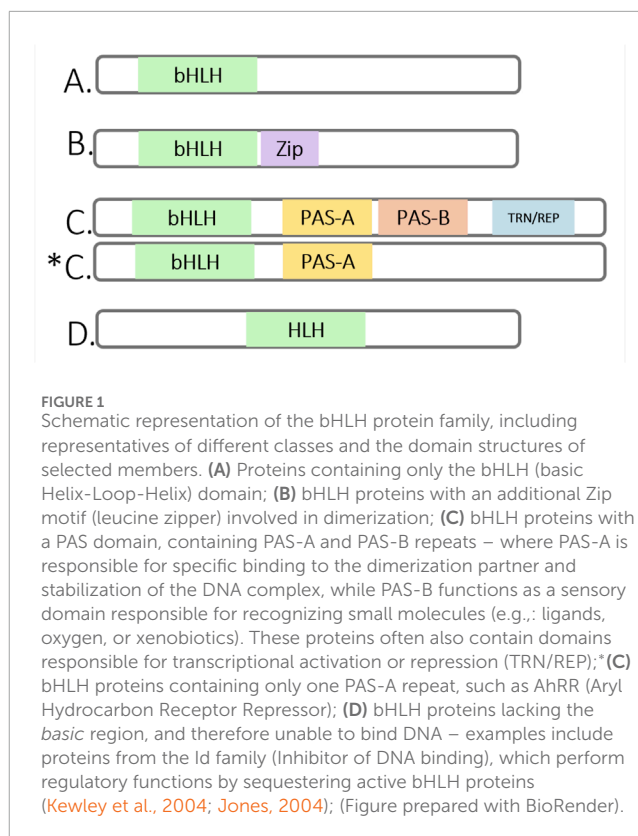 A. bHLH
B. bHLH Zip
C. bHLH PAS-A PAS-B TRN/REP
*C. bHLH PAS-A
D. HLH
FIGURE 1
Schematic representation of the bHLH protein family, including
representatives of different classes and the domain structures of
selected members. (A) Proteins containing only the bHLH (basic
Helix-Loop-Helix) domain; (B) bHLH proteins with an additional Zip
motif (leucine zipper) involved in dimerization; (C) bHLH proteins with
a PAS domain, containing PAS-A and PAS-B repeats – where PAS-A is
responsible for specific binding to the dimerization partner and
stabilization of the DNA complex, while PAS-B functions as a sensory
domain responsible for recognizing small molecules (e.g.,: ligands,
oxygen, or xenobiotics). These proteins often also contain domains
responsible for transcriptional activation or repression (TRN/REP);*(C)
bHLH proteins containing only one PAS-A repeat, such as AhRR (Aryl
Hydrocarbon Receptor Repressor); (D) bHLH proteins lacking the
basic region, and therefore unable to bind DNA – examples include
proteins from the Id family (Inhibitor of DNA binding), which perform
regulatory functions by sequestering active bHLH proteins
(Kewley et al., 2004; Jones, 2004); (Figure prepared with BioRender).